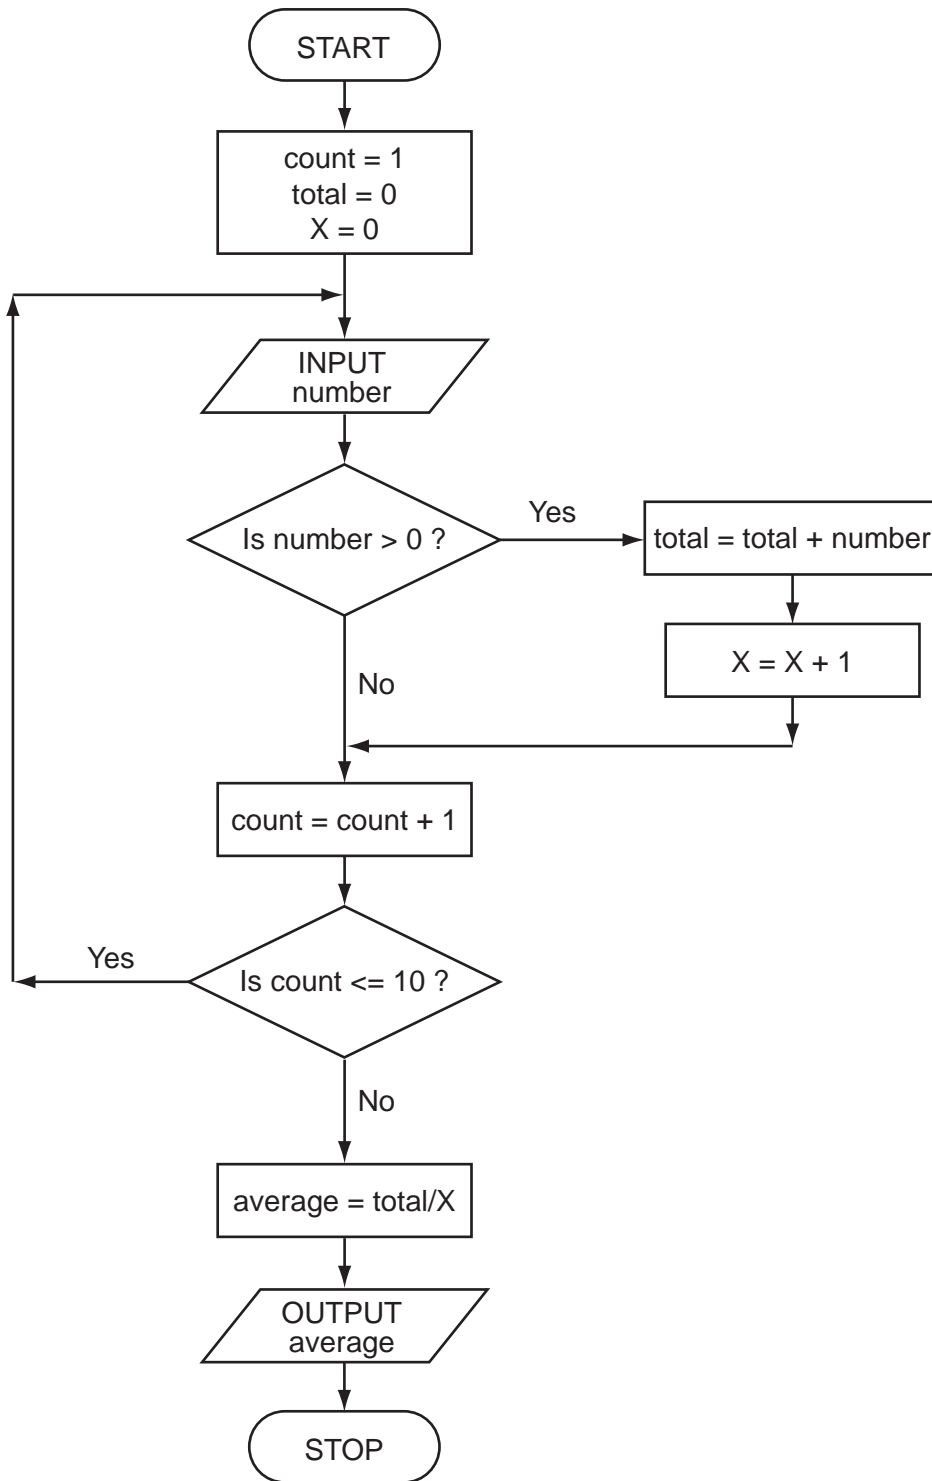 START
count = 1
total = 0
X = 0
INPUT
number
Is number > 0 ?
Yes
total = total + number
X = X + 1
No
count = count + 1
Is count <= 10 ?
Yes
No
average = total/X
OUTPUT
average
STOP